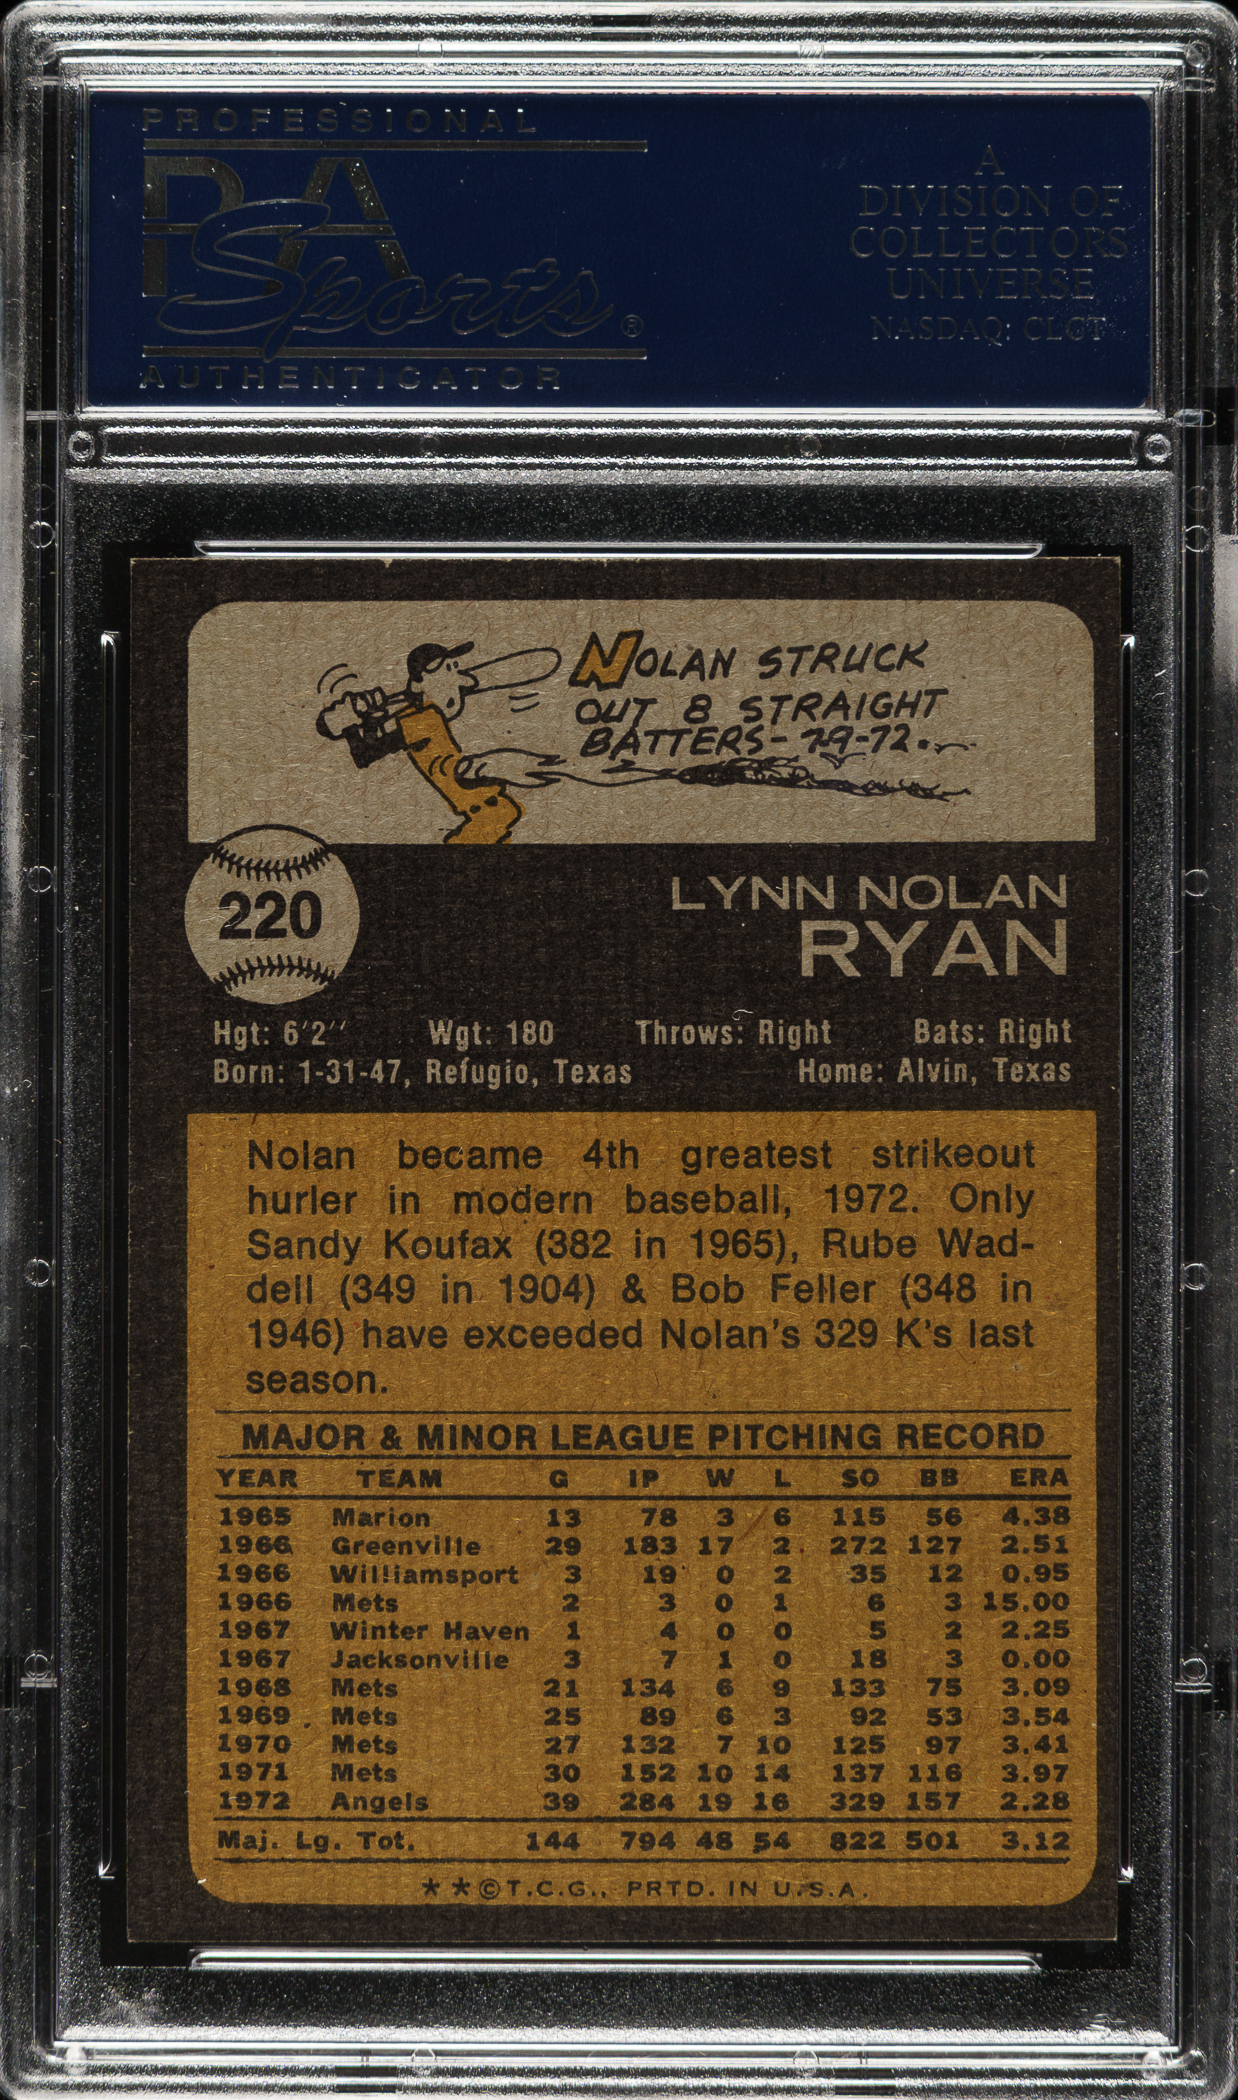 PROFESSIONAL
PSA
Sports®
AUTHENTICATOR
A
DIVISION OF
COLLECTORS
UNIVERSE
NASDAQ: CLCT
NOLAN STRUCK
OUT 8 STRAIGHT
BATTERS-7-9-72.
220
LYNN NOLAN
RYAN
Hgt: 6'2" Wgt: 180 Throws: Right Bats: Right
Born: 1-31-47, Refugio, Texas Home: Alvin, Texas
Nolan became 4th greatest strikeout
hurler in modern baseball, 1972. Only
Sandy Koufax (382 in 1965), Rube Wad-
dell (349 in 1904) & Bob Feller (348 in
1946) have exceeded Nolan's 329 K's last
season.
MAJOR & MINOR LEAGUE PITCHING RECORD
YEAR TEAM G IP W L SO BB ERA
1965 Marion 13 78 3 6 115 56 4.38
1966 Greenville 29 183 17 2 272 127 2.51
1966 Williamsport 3 19 0 2 35 12 0.95
1966 Mets 2 3 0 1 6 3 15.00
1967 Winter Haven 1 4 0 0 5 2 2.25
1967 Jacksonville 3 7 1 0 18 3 0.00
1968 Mets 21 134 6 9 133 75 3.09
1969 Mets 25 89 6 3 92 53 3.54
1970 Mets 27 132 7 10 125 97 3.41
1971 Mets 30 152 10 14 137 116 3.97
1972 Angels 39 284 19 16 329 157 2.28
Maj. Lg. Tot. 144 794 48 54 822 501 3.12
★★©T.C.G., PRTD. IN U.S.A.